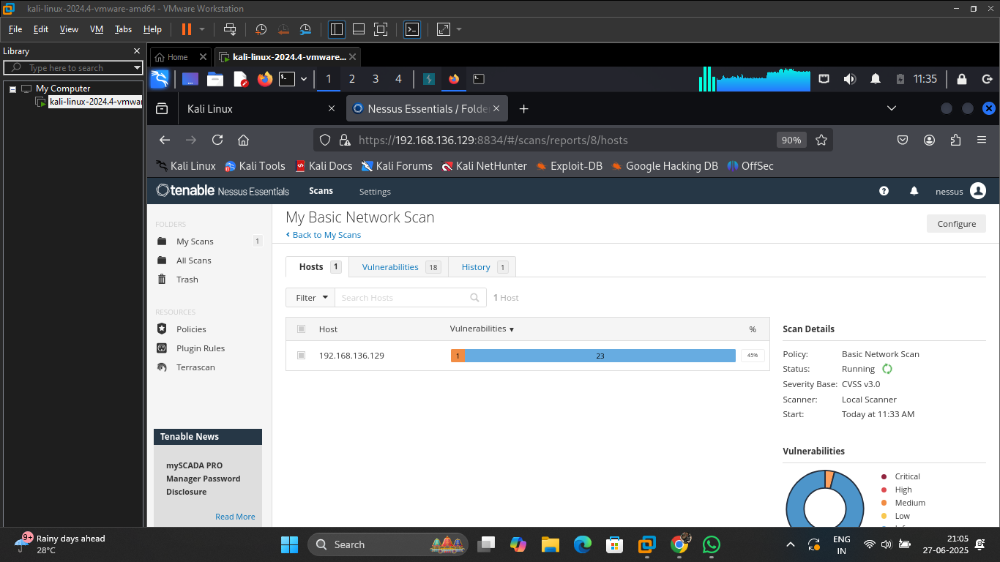 kali-linux-2024.4-vmware-amd64 - VMware Workstation
File Edit View VM Tabs Help
Library
Type here to search
My Computer
kali-linux-2024.4-vmwar
Home
kali-linux-2024.4-vmware...
1 2 3 4
11:35
Kali Linux
Nessus Essentials / Folde
https://192.168.136.129:8834/#/scans/reports/8/hosts
90%
Kali Linux Kali Tools Kali Docs Kali Forums Kali NetHunter Exploit-DB Google Hacking DB OffSec
tenable Nessus Essentials Scans Settings nessus
FOLDERS
My Scans 1
All Scans
Trash
RESOURCES
Policies
Plugin Rules
Terrascan
Tenable News
mySCADA PRO
Manager Password
Disclosure
Read More
My Basic Network Scan
Back to My Scans
Configure
Hosts 1 Vulnerabilities 18 History 1
Filter Search Hosts 1 Host
Host Vulnerabilities %
192.168.136.129 1 23 45%
Scan Details
Policy: Basic Network Scan
Status: Running
Severity Base: CVSS v3.0
Scanner: Local Scanner
Start: Today at 11:33 AM
Vulnerabilities
Critical
High
Medium
Low
9+
Rainy days ahead
28°C
Search
ENG
IN
21:05
27-06-2025